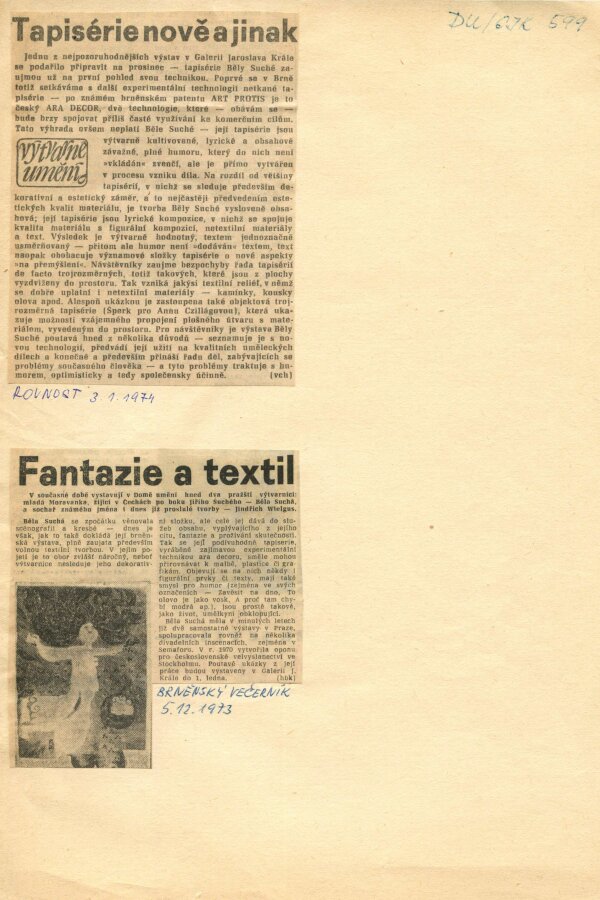 DU/GJK 599
Tapisérie nově a jinak
Jednu z nejpozoruhodnějších výstav v Galerii Jaroslava Krále
se podařilo připravit na prosinec — tapisérie Běly Suché za-
ujmou už na první pohled svou technikou. Poprvé se v Brně
totiž setkáváme s další experimentální technologií netkané ta-
pisérie — po známém brněnském patentu ART PROTIS je to
český ARA DECOR, dvě technologie, které — obávám se —
bude brzy spojovat příliš časté využívání ke komerčním cílům.
Tato výhrada ovšem neplatí Běle Suché — její tapisérie jsou
výtvarné umění
výtvarně kultivované, lyrické a obsahově
závažné, plné humoru, který do nich není
»vkládán« zvenčí, ale je přímo vytvářen
v procesu vzniku díla. Na rozdíl od většiny
tapisérií, v nichž se sleduje především de-
korativní a estetický záměr, a to nejčastěji předvedením este-
tických kvalit materiálu, je tvorba Běly Suché vysloveně obsa-
hová; její tapisérie jsou lyrické kompozice, v nichž se spojuje
kvalita materiálu s figurální kompozicí, netextilní materiály
a text. Výsledek je výtvarně hodnotný, textem jednoznačně
usměrňovaný — přitom ale humor není »dodáván« textem, text
naopak obohacuje významové složky tapisérie o nové aspekty
»na přemýšlení«. Návštěvníky zaujme bezpochyby řada tapisérií
de facto trojrozměrných, totiž takových, které jsou z plochy
vyzdviženy do prostoru. Tak vzniká jakýsi textilní reliéf, v němž
se dobře uplatní i netextilní materiály — kamínky, kousky
olova apod. Alespoň ukázkou je zastoupena také objektová troj-
rozměrná tapisérie (Šperk pro Annu Czillágovou), která uka-
zuje možnosti vzájemného propojení plošného útvaru s mate-
riálem, vyvedeným do prostoru. Pro návštěvníky je výstava Běly
Suché poutavá hned z několika důvodů — seznamuje je s no-
vou technologií, předvádí její užití na kvalitních uměleckých
dílech a konečně a především přináší řadu děl, zabývajících se
problémy současného člověka — a tyto problémy traktuje s hu-
morem, optimisticky a tedy společensky účinně. (vch)
ROVNOST 3.1.1974
Fantazie a textil
V současné době vystavují v Domě umění hned dva pražští výtvarníci:
mladá Moravanka, žijící v Čechách po boku Jiřího Suchého — Běla Suchá,
a sochař známého jména i dnes již proslulé tvorby — Jindřich Wielgus.
Běla Suchá se zpočátku věnovala
scénografii a kresbě — dnes je
však, jak to také dokládá její brněn-
ská výstava, plně zaujata především
volnou textilní tvorbou. V jejím po-
jetí je to obor zvlášť náročný, neboť
výtvarnice nesleduje jeho dekorativ-
ní složku, ale cele jej dává do slu-
žeb obsahu, vyplývajícího z jejího
citu, fantazie a prožívání skutečnosti.
Tak se její podivuhodné tapiserie,
vyráběné zajímavou experimentální
technikou ara decoru, směle mohou
přirovnávat k malbě, plastice či gra-
fikám. Objevují se na nich někdy i
figurální prvky či texty, mají také
smysl pro humor (zejména ve svých
označeních — Zavěsit na dno, To
olovo je jako vosk, A proč tam chy-
bí modrá ap.), jsou prostě takové,
jako život, umělkyni obklopující.
Běla Suchá měla v minulých letech
již dvě samostatné výstavy v Praze,
spolupracovala rovněž na několika
divadelních inscenacích, zejména v
Semaforu. V r. 1970 vytvořila oponu
pro československé velvyslanectví ve
Stockholmu. Poutavé ukázky z její
práce budou vystaveny v Galerii J.
Krále do 1. ledna. (hük)
BRNĚNSKÝ VEČERNÍK
5.12.1973